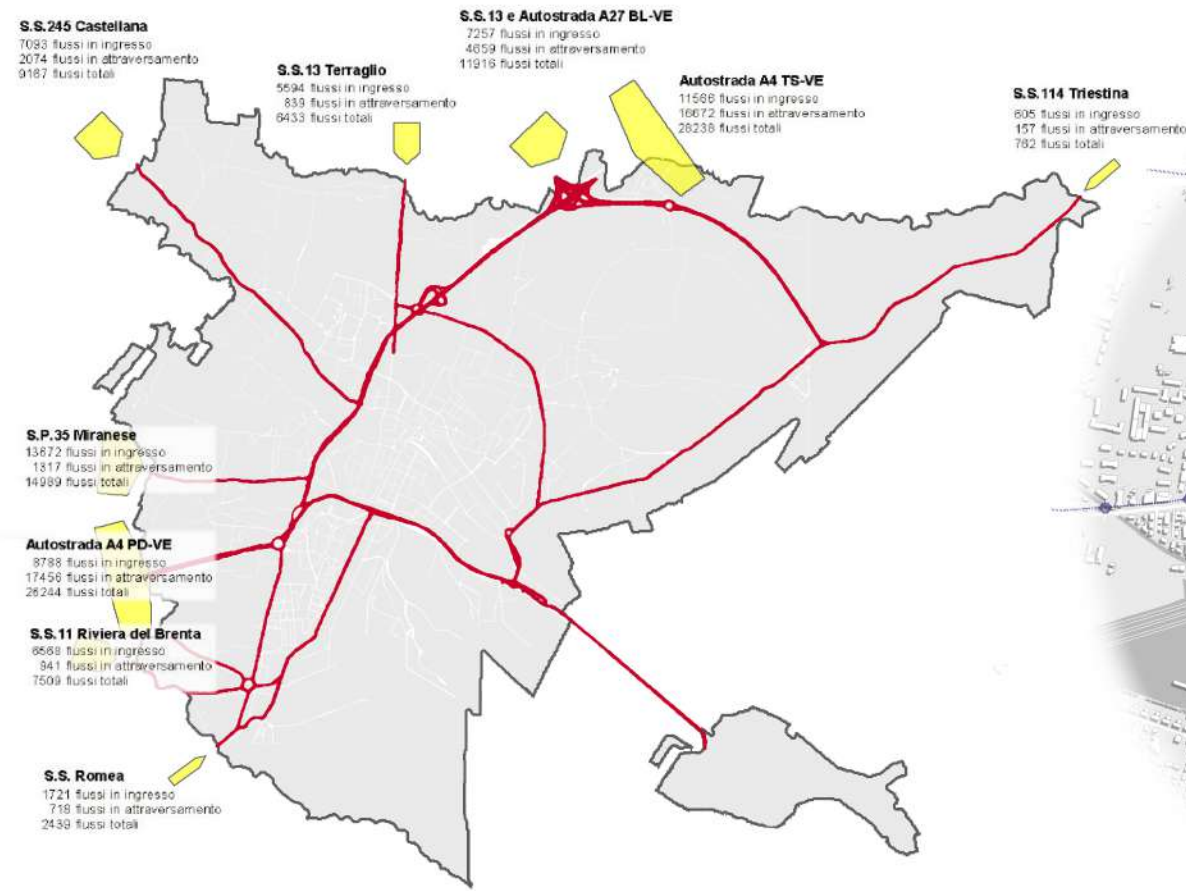 S.S.245 Castellana
7093 flussi in ingresso
2074 flussi in attraversamento
9167 flussi totali
S.S.13 Terraglio
5594 flussi in ingresso
839 flussi in attraversamento
6433 flussi totali
S.S.13 e Autostrada A27 BL-VE
7257 flussi in ingresso
4659 flussi in attraversamento
11916 flussi totali
Autostrada A4 TS-VE
11566 flussi in ingresso
16672 flussi in attraversamento
28238 flussi totali
S.S.114 Triestina
605 flussi in ingresso
157 flussi in attraversamento
762 flussi totali
S.P.35 Miranese
13672 flussi in ingresso
1317 flussi in attraversamento
14989 flussi totali
Autostrada A4 PD-VE
8788 flussi in ingresso
17456 flussi in attraversamento
26244 flussi totali
S.S.11 Riviera del Brenta
6568 flussi in ingresso
941 flussi in attraversamento
7509 flussi totali
S.S. Romea
1721 flussi in ingresso
718 flussi in attraversamento
2439 flussi totali